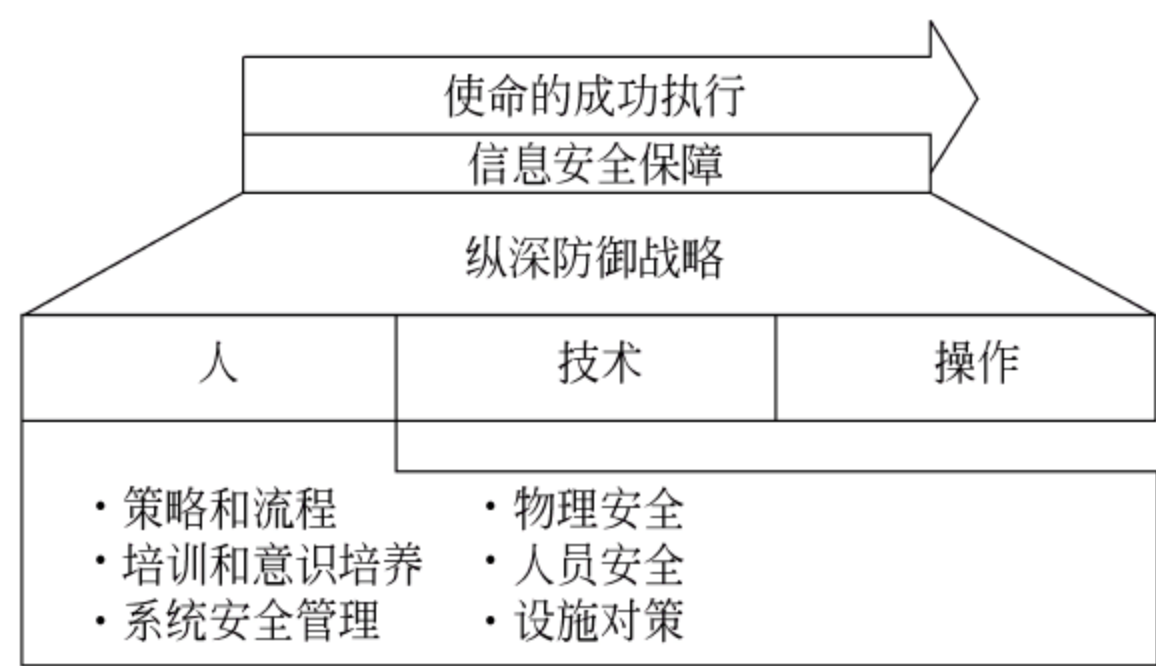 使命的成功执行
信息安全保障
纵深防御战略
人 技术 操作
·策略和流程 ·物理安全
·培训和意识培养 ·人员安全
·系统安全管理 ·设施对策